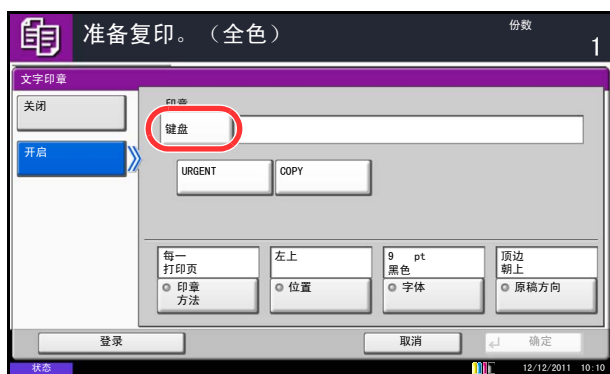 准备复印。（全色）
份数
1
文字印章
关闭
印章
键盘
开启
URGENT
COPY
每一
打印页
左上
9 pt
黑色
顶边
朝上
印章
方法
位置
字体
原稿方向
登录
取消
确定
状态
12/12/2011 10:10